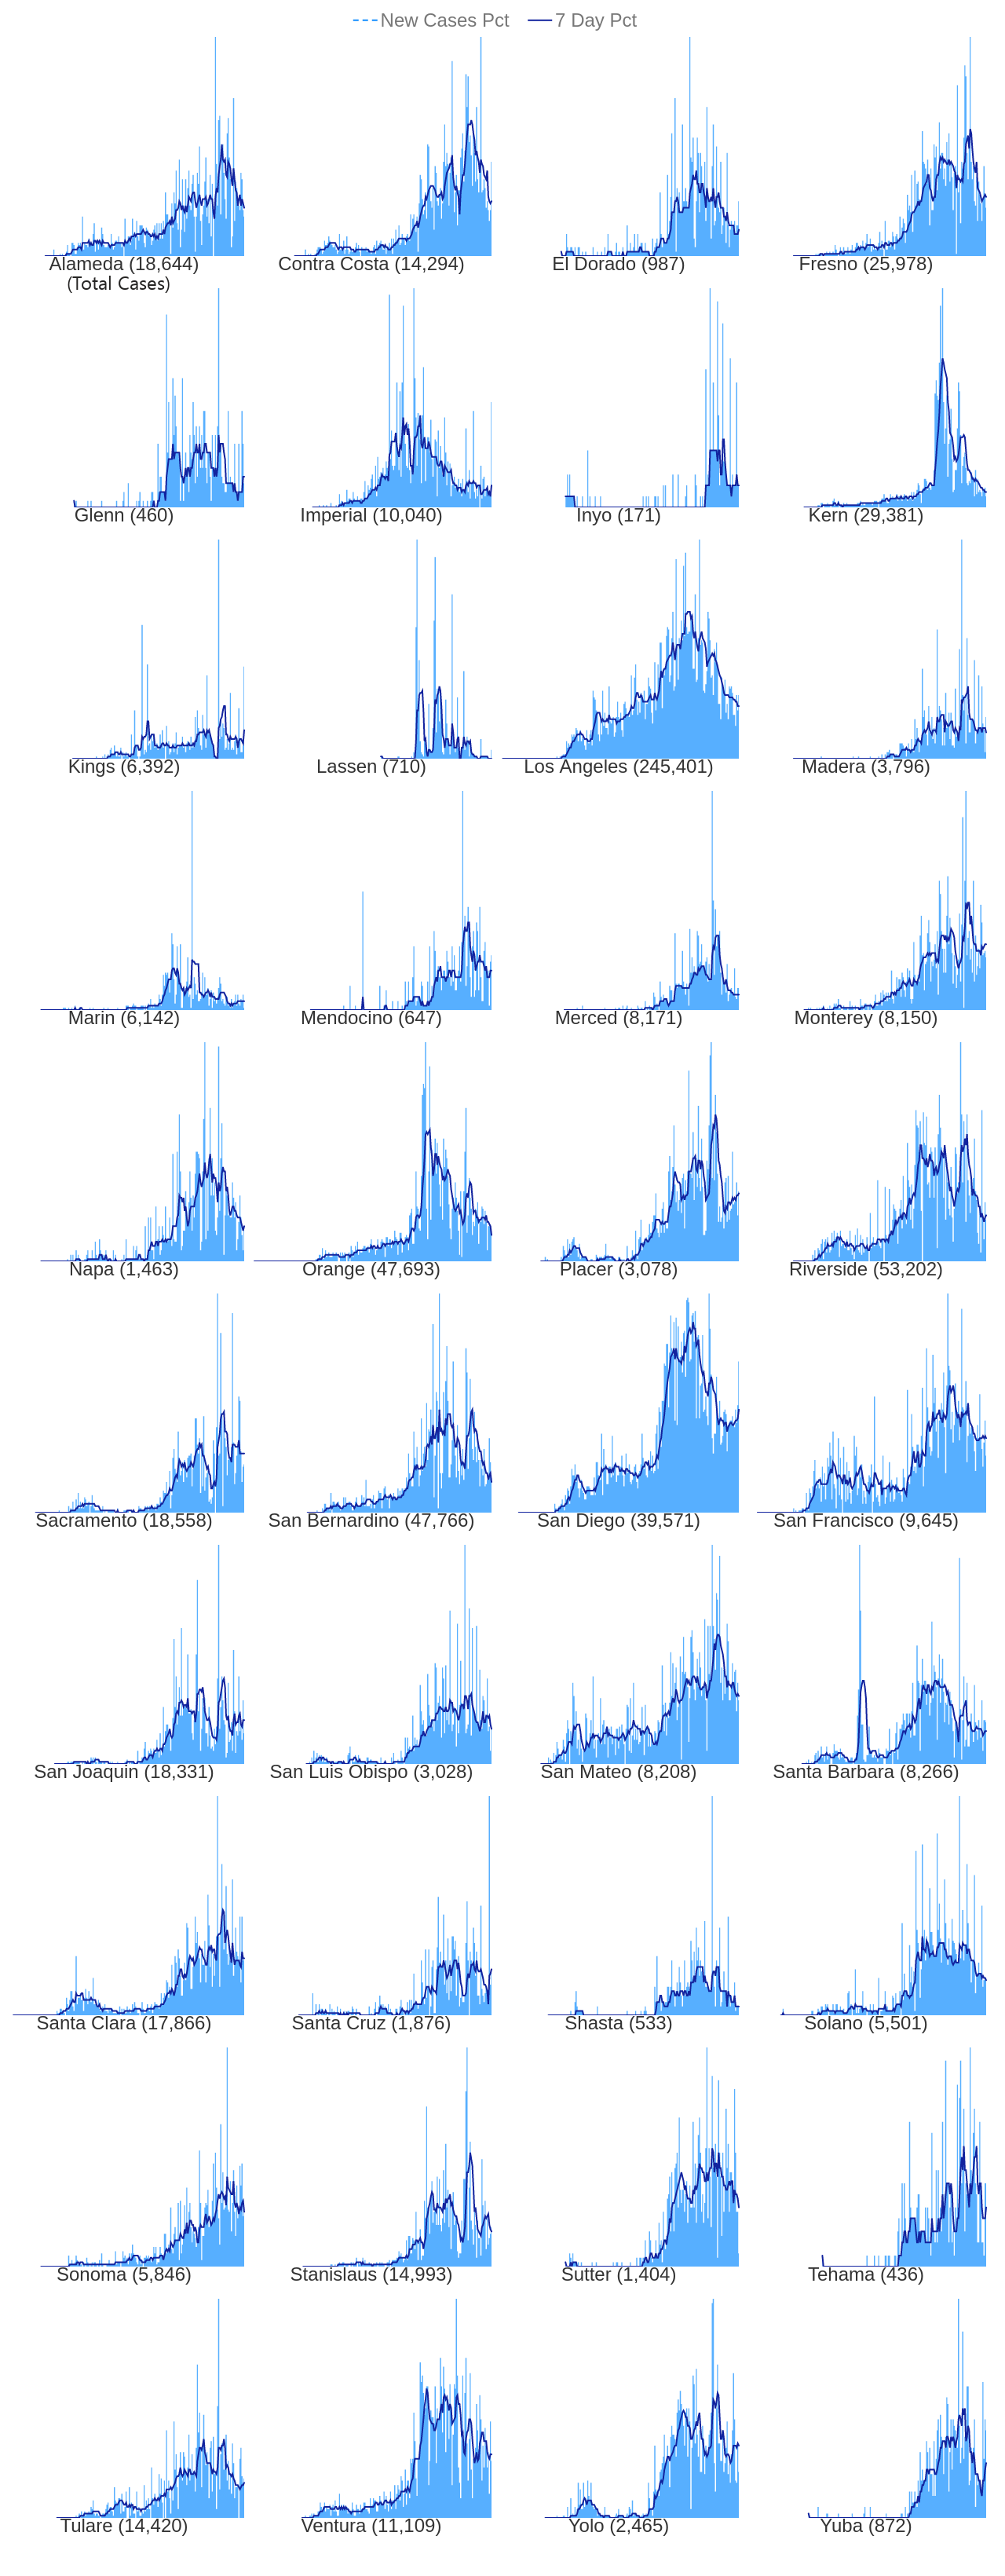 New Cases Pct 7 Day Pct
Alameda (18,644) Contra Costa (14,294) El Dorado (987) Fresno (25,978)
(Total Cases)
Glenn (460) Imperial (10,040) Inyo (171) Kern (29,381)
Kings (6,392) Lassen (710) Los Angeles (245,401) Madera (3,796)
Marin (6,142) Mendocino (647) Merced (8,171) Monterey (8,150)
Napa (1,463) Orange (47,693) Placer (3,078) Riverside (53,202)
Sacramento (18,558) San Bernardino (47,766) San Diego (39,571) San Francisco (9,645)
San Joaquin (18,331) San Luis Obispo (3,028) San Mateo (8,208) Santa Barbara (8,266)
Santa Clara (17,866) Santa Cruz (1,876) Shasta (533) Solano (5,501)
Sonoma (5,846) Stanislaus (14,993) Sutter (1,404) Tehama (436)
Tulare (14,420) Ventura (11,109) Yolo (2,465) Yuba (872)